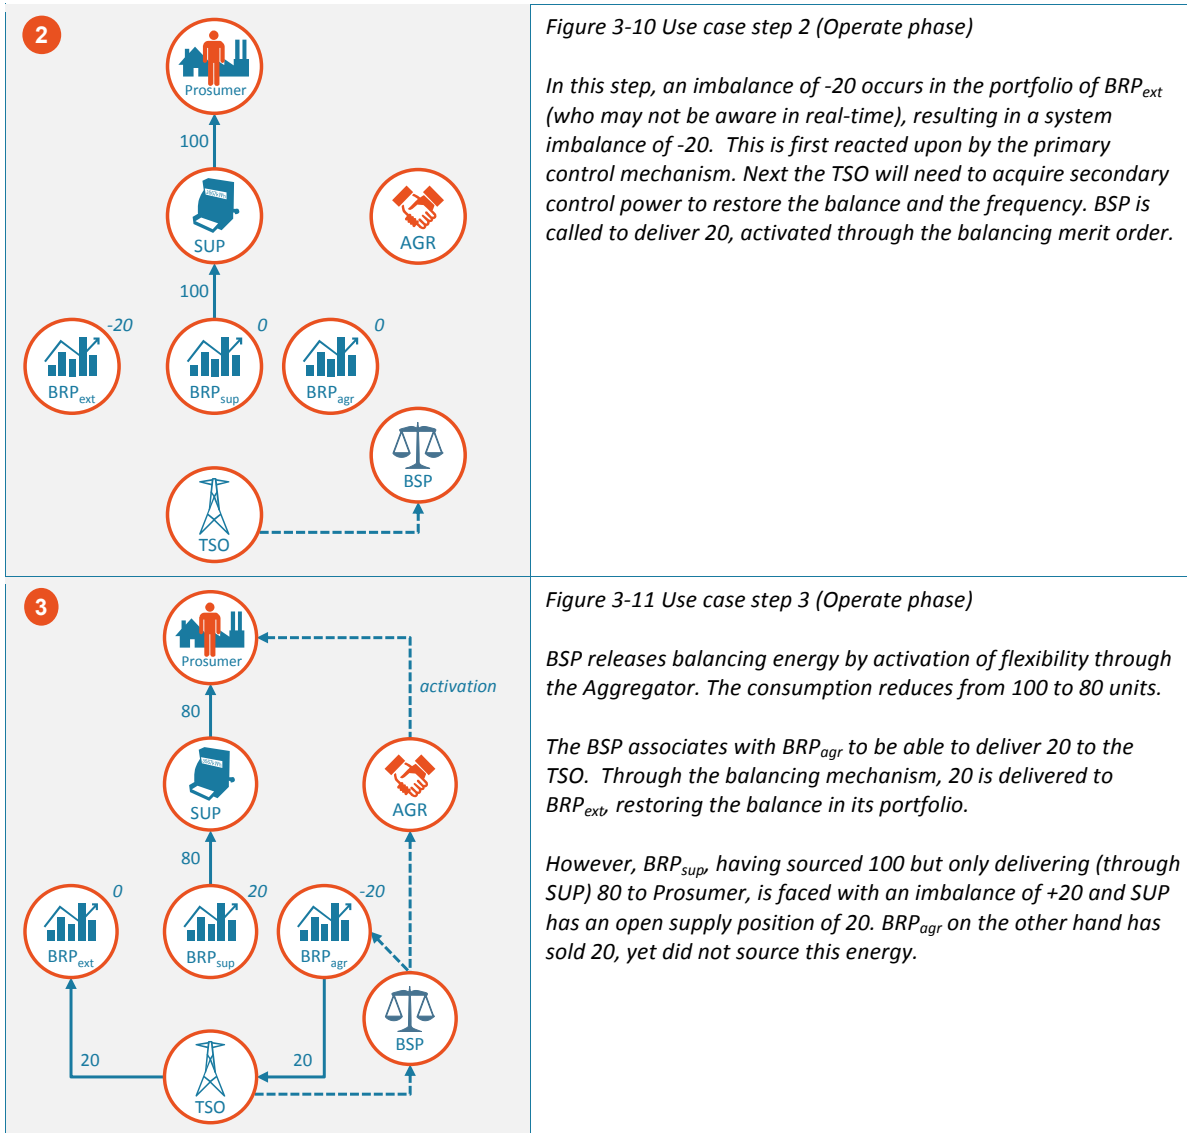 2
Prosumer
100
SUP
AGR
100
-20
0
0
BRPext
BRPsup
BRPagr
BSP
TSO
Figure 3-10 Use case step 2 (Operate phase)
In this step, an imbalance of -20 occurs in the portfolio of BRPext
(who may not be aware in real-time), resulting in a system
imbalance of -20. This is first reacted upon by the primary
control mechanism. Next the TSO will need to acquire secondary
control power to restore the balance and the frequency. BSP is
called to deliver 20, activated through the balancing merit order.
3
Prosumer
activation
80
SUP
AGR
80
0
20
-20
BRPext
BRPsup
BRPagr
BSP
20
20
TSO
Figure 3-11 Use case step 3 (Operate phase)
BSP releases balancing energy by activation of flexibility through
the Aggregator. The consumption reduces from 100 to 80 units.
The BSP associates with BRPagr to be able to deliver 20 to the
TSO. Through the balancing mechanism, 20 is delivered to
BRPext, restoring the balance in its portfolio.
However, BRPsup, having sourced 100 but only delivering (through
SUP) 80 to Prosumer, is faced with an imbalance of +20 and SUP
has an open supply position of 20. BRPagr on the other hand has
sold 20, yet did not source this energy.